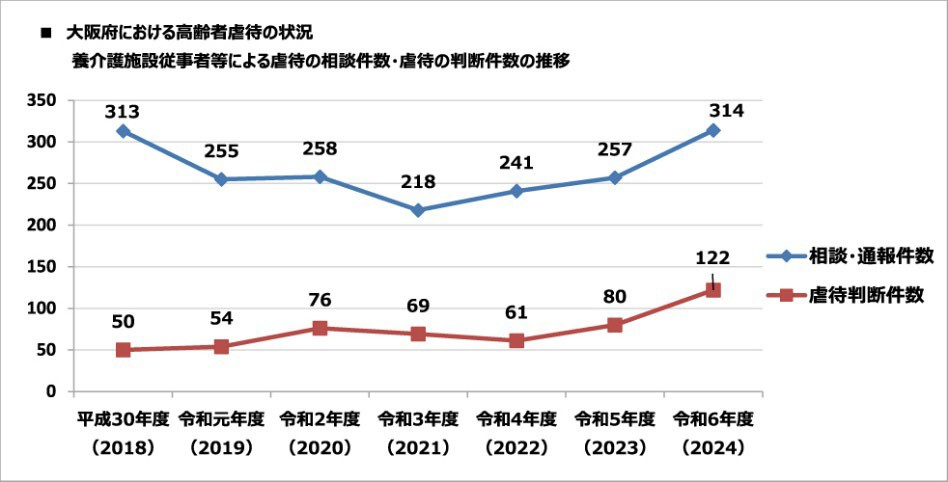 ■ 大阪府における高齢者虐待の状況
養介護施設従事者等による虐待の相談件数・虐待の判断件数の推移
350
300
250
200
150
100
50
0
313 255 258 218 241 257 314
50 54 76 69 61 80 122
相談・通報件数
虐待判断件数
平成30年度 令和元年度 令和2年度 令和3年度 令和4年度 令和5年度 令和6年度
（2018） （2019） （2020） （2021） （2022） （2023） （2024）